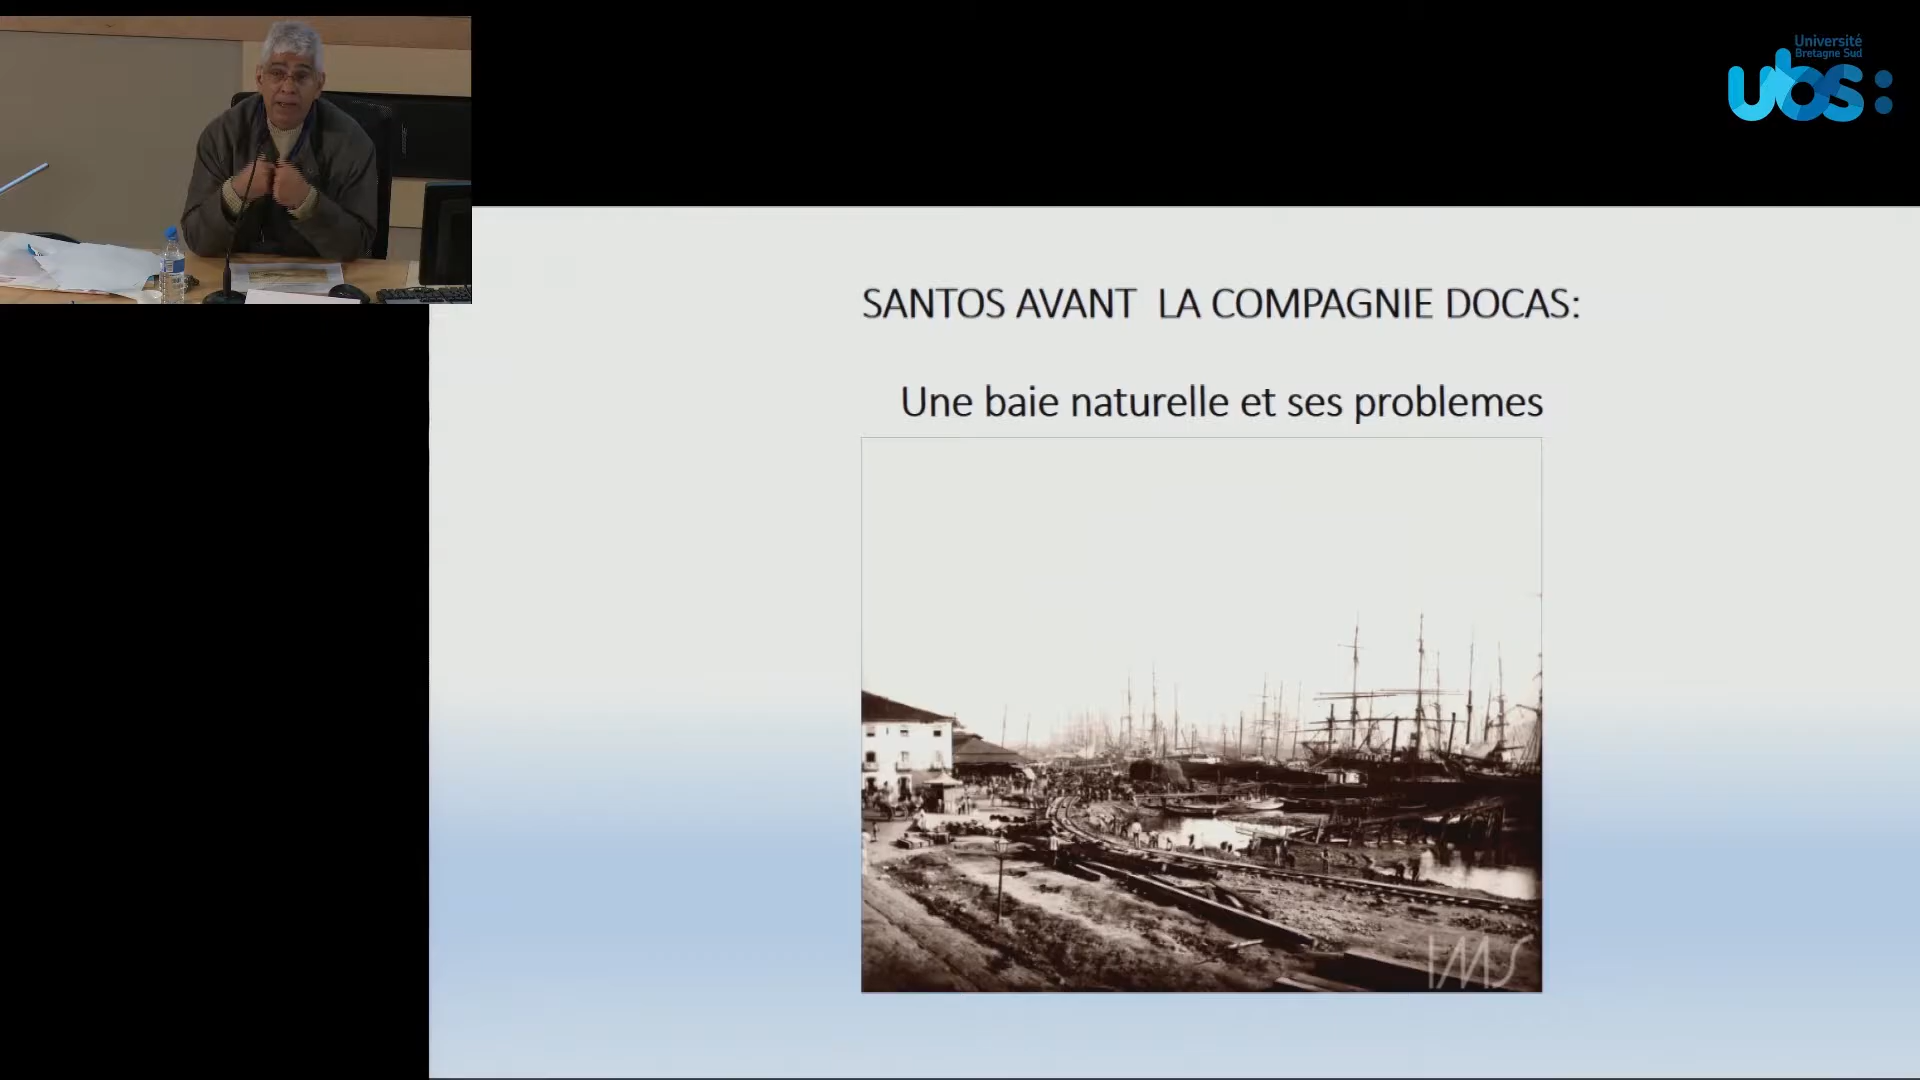 Université
Bretagne Sud
ubs:
SANTOS AVANT LA COMPAGNIE DOCAS:
Une baie naturelle et ses problemes
IMS